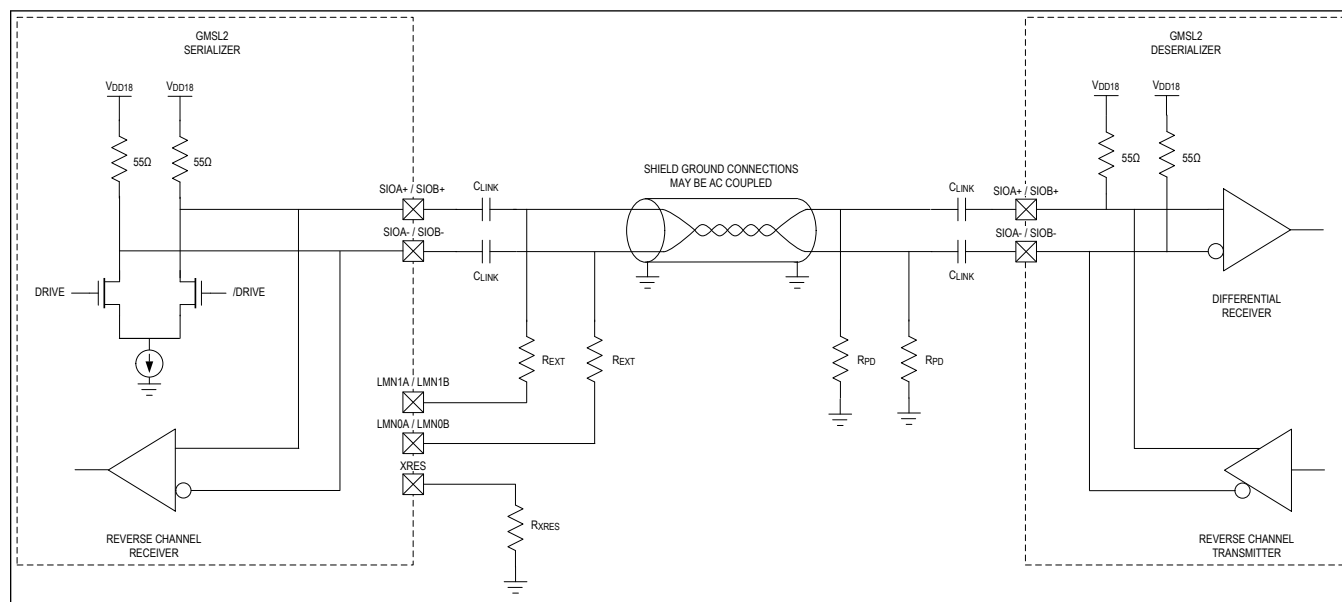 GMSL2
SERIALIZER
VDD18
VDD18
55Ω
55Ω
DRIVE
/DRIVE
REVERSE CHANNEL
RECEIVER
SIOA+ / SIOB+
SIOA- / SIOB-
CLINK
CLINK
LMN1A / LMN1B
LMN0A / LMN0B
XRES
REXT
REXT
RXRES
SHIELD GROUND CONNECTIONS
MAY BE AC COUPLED
RPD
RPD
CLINK
CLINK
SIOA+ / SIOB+
SIOA- / SIOB-
GMSL2
DESERIALIZER
VDD18
VDD18
55Ω
55Ω
DIFFERENTIAL
RECEIVER
REVERSE CHANNEL
TRANSMITTER